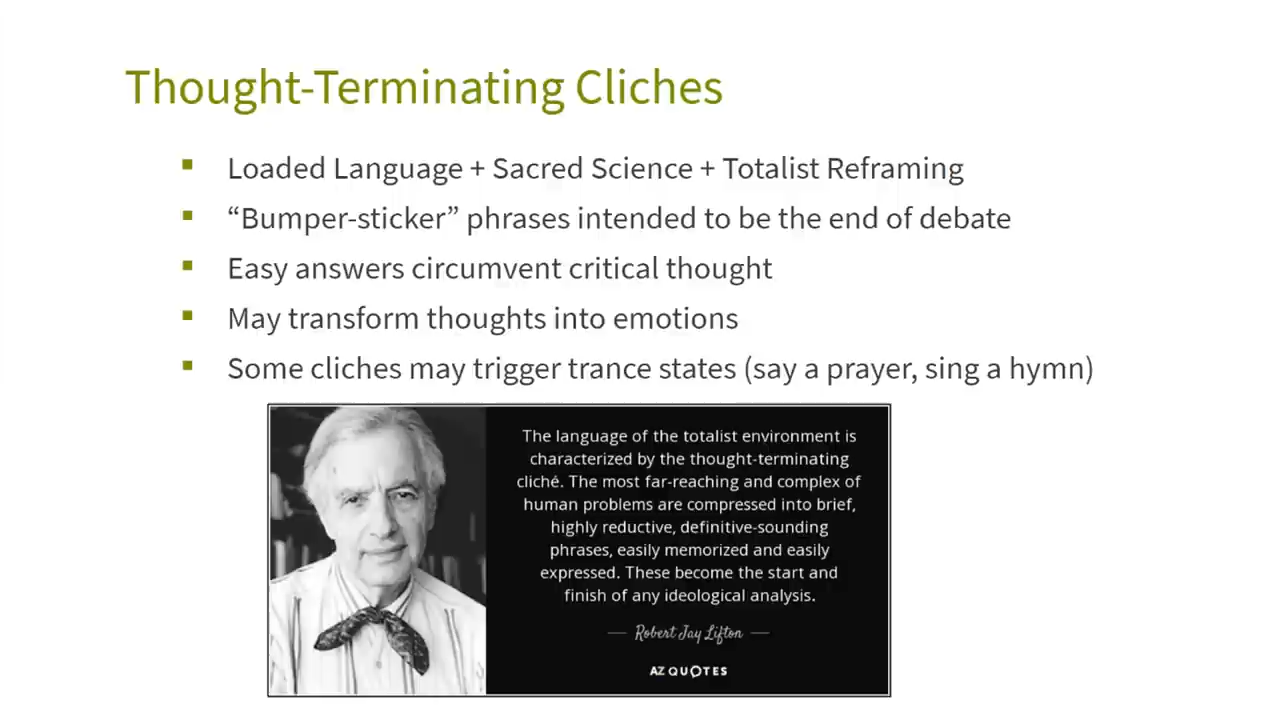 Thought-Terminating Cliches
Loaded Language + Sacred Science + Totalist Reframing
“Bumper-sticker” phrases intended to be the end of debate
Easy answers circumvent critical thought
May transform thoughts into emotions
Some cliches may trigger trance states (say a prayer, sing a hymn)
The language of the totalist environment is
characterized by the thought-terminating
cliché. The most far-reaching and complex of
human problems are compressed into brief,
highly reductive, definitive-sounding
phrases, easily memorized and easily
expressed. These become the start and
finish of any ideological analysis.
— Robert Jay Lifton —
AZ QUOTES